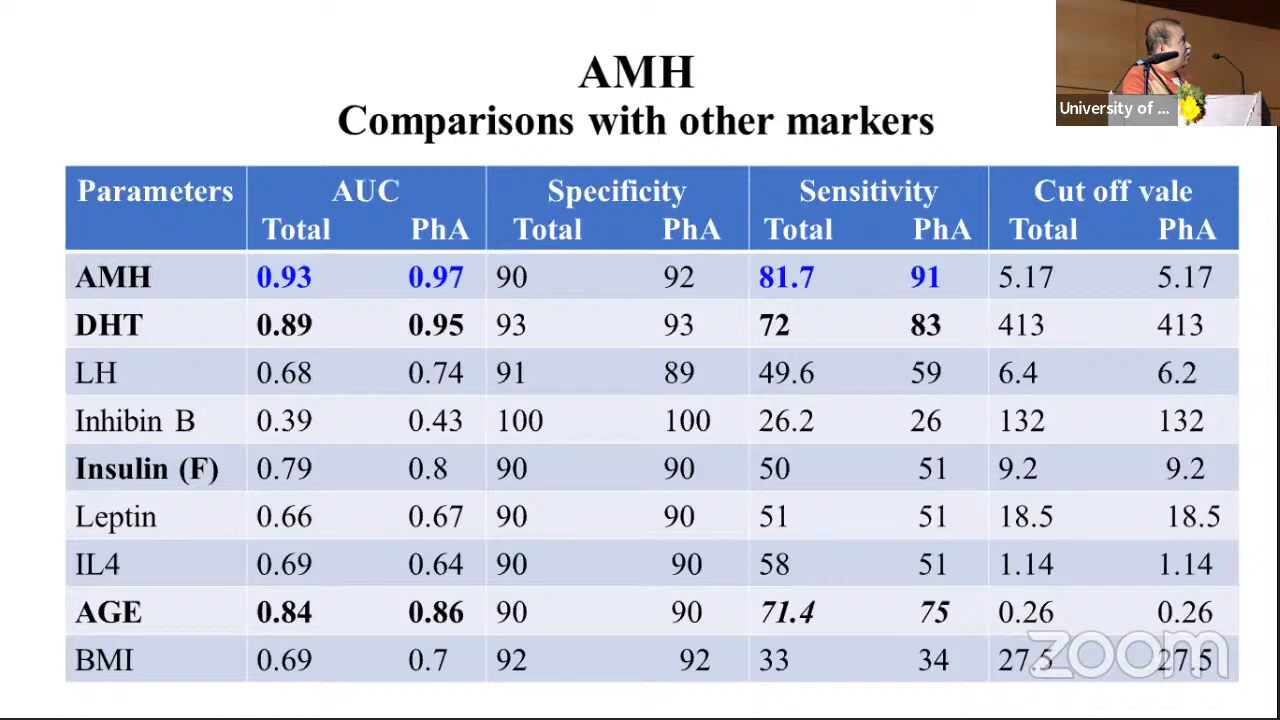 AMH
Comparisons with other markers
University of ...
Parameters AUC Specificity Sensitivity Cut off vale
Total PhA Total PhA Total PhA Total PhA
AMH 0.93 0.97 90 92 81.7 91 5.17 5.17
DHT 0.89 0.95 93 93 72 83 413 413
LH 0.68 0.74 91 89 49.6 59 6.4 6.2
Inhibin B 0.39 0.43 100 100 26.2 26 132 132
Insulin (F) 0.79 0.8 90 90 50 51 9.2 9.2
Leptin 0.66 0.67 90 90 51 51 18.5 18.5
IL4 0.69 0.64 90 90 58 51 1.14 1.14
AGE 0.84 0.86 90 90 71.4 75 0.26 0.26
BMI 0.69 0.7 92 92 33 34 27.5 27.5
zoom